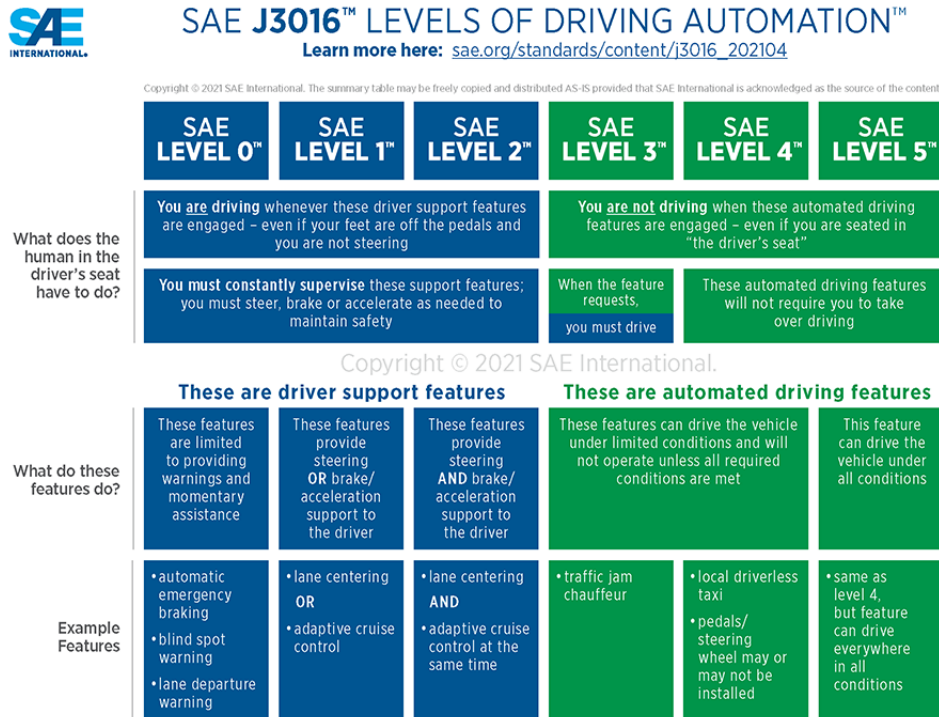 SAE
INTERNATIONAL®
SAE J3016™ LEVELS OF DRIVING AUTOMATION™
Learn more here: sae.org/standards/content/j3016_202104
Copyright © 2021 SAE International. The summary table may be freely copied and distributed AS-IS provided that SAE International is acknowledged as the source of the content
SAE
LEVEL 0™
SAE
LEVEL 1™
SAE
LEVEL 2™
SAE
LEVEL 3™
SAE
LEVEL 4™
SAE
LEVEL 5™
What does the
human in the
driver's seat
have to do?
You are driving whenever these driver support features
are engaged – even if your feet are off the pedals and
you are not steering
You are not driving when these automated driving
features are engaged – even if you are seated in
"the driver's seat"
You must constantly supervise these support features;
you must steer, brake or accelerate as needed to
maintain safety
When the feature
requests,
you must drive
These automated driving features
will not require you to take
over driving
Copyright © 2021 SAE International.
These are driver support features
These are automated driving features
What do these
features do?
These features
are limited
to providing
warnings and
momentary
assistance
These features
provide
steering
OR brake/
acceleration
support to
the driver
These features
provide
steering
AND brake/
acceleration
support to
the driver
These features can drive the vehicle
under limited conditions and will
not operate unless all required
conditions are met
This feature
can drive the
vehicle under
all conditions
Example
Features
• automatic
emergency
braking
• blind spot
warning
• lane departure
warning
• lane centering
OR
• adaptive cruise
control
• lane centering
AND
• adaptive cruise
control at the
same time
• traffic jam
chauffeur
• local driverless
taxi
• pedals/
steering
wheel may or
may not be
installed
• same as
level 4,
but feature
can drive
everywhere
in all
conditions